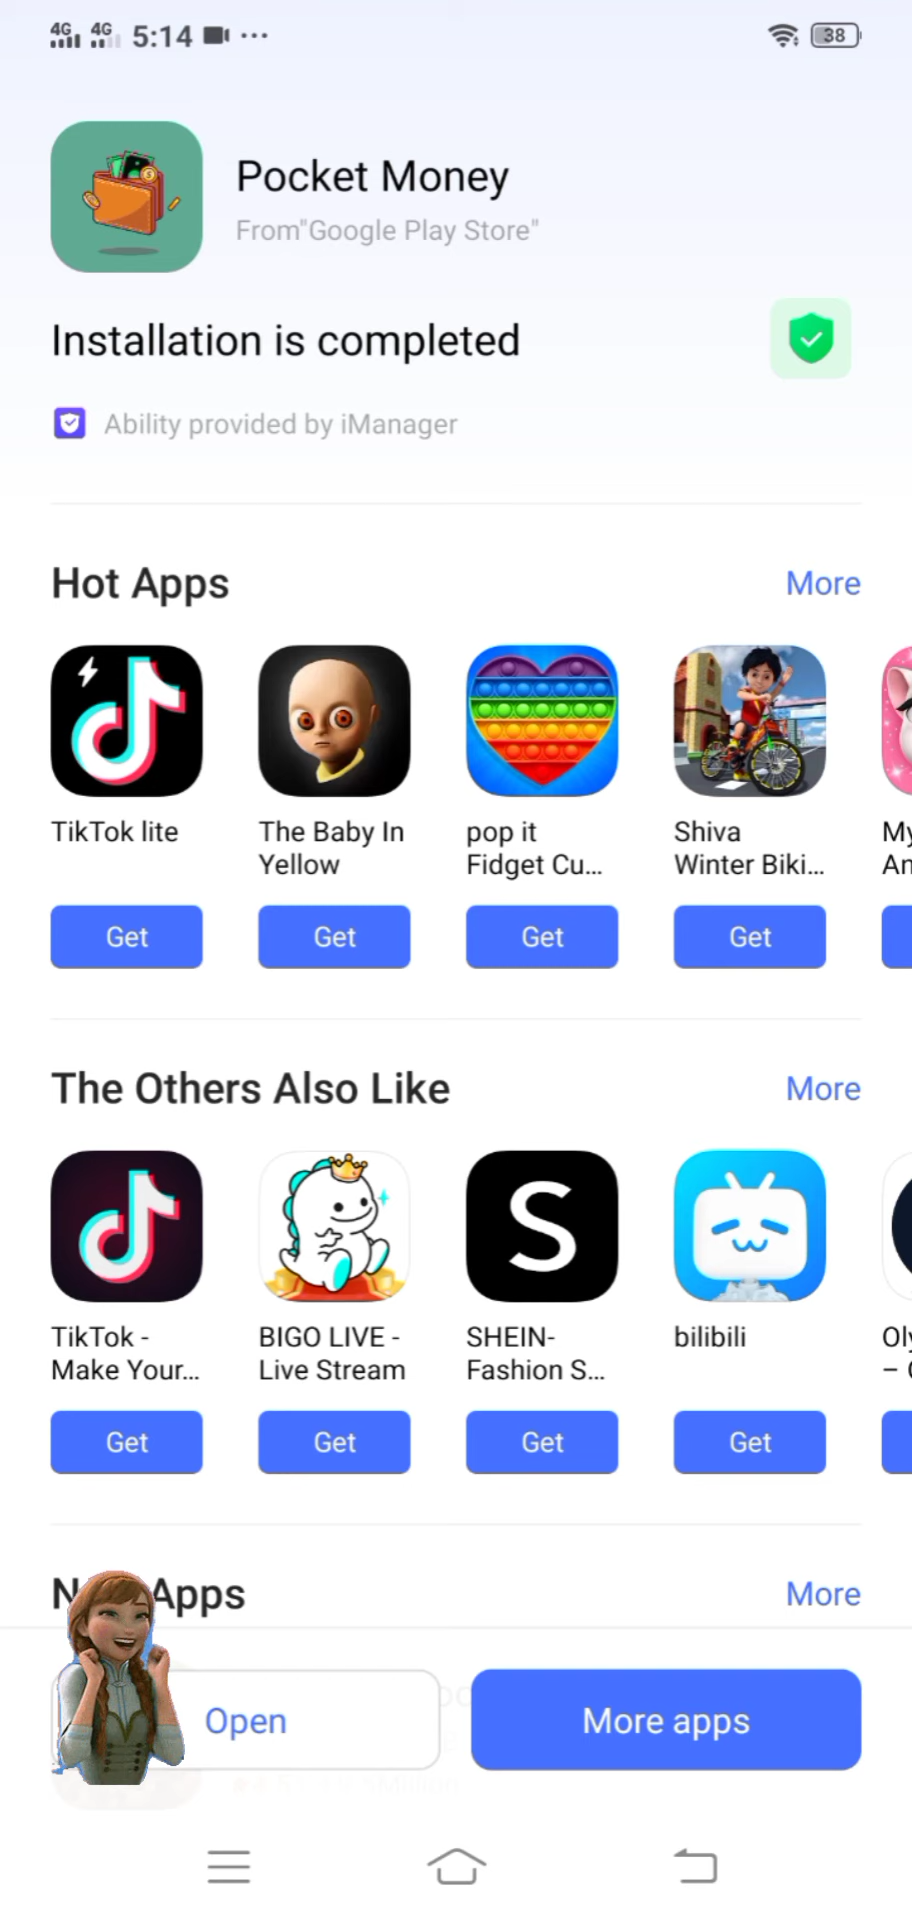 4G 4G 5:14 38
Pocket Money
From"Google Play Store"
Installation is completed
Ability provided by iManager
Hot Apps More
TikTok lite
The Baby In
Yellow
pop it
Fidget Cu...
Shiva
Winter Biki...
My
An
Get Get Get Get
The Others Also Like More
S
TikTok -
Make Your...
BIGO LIVE -
Live Stream
SHEIN-
Fashion S...
bilibili
Oly
– 
Get Get Get Get
Apps More
Open More apps